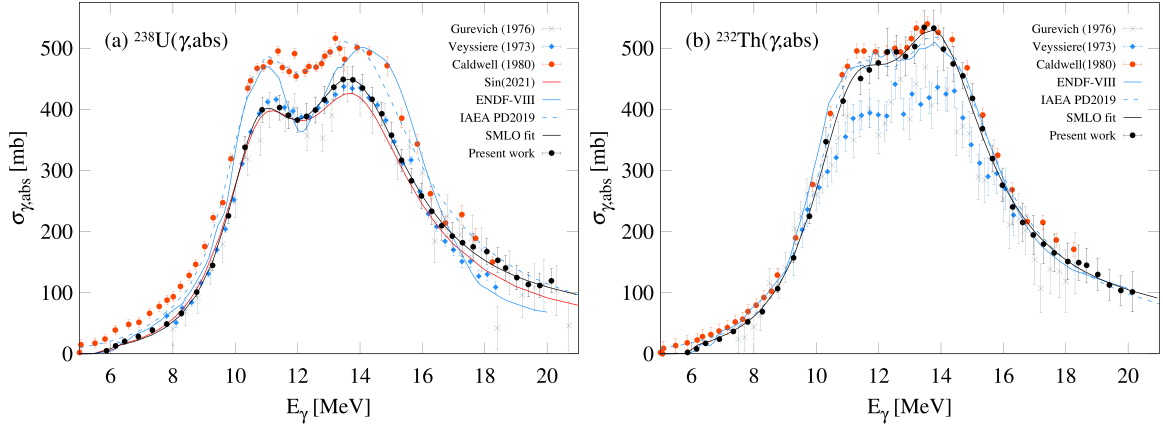 (a) ²³⁸U(γ,abs)
Gurevich (1976)
Veyssiere (1973)
Caldwell (1980)
Sin(2021)
ENDF-VIII
IAEA PD2019
SMLO fit
Present work
σγ,abs [mb]
500
400
300
200
100
0
6 8 10 12 14 16 18 20
Eγ [MeV]
(b) ²³²Th(γ,abs)
Gurevich (1976)
Veyssiere(1973)
Caldwell(1980)
ENDF-VIII
IAEA PD2019
SMLO fit
Present work
σγ,abs [mb]
500
400
300
200
100
0
6 8 10 12 14 16 18 20
Eγ [MeV]